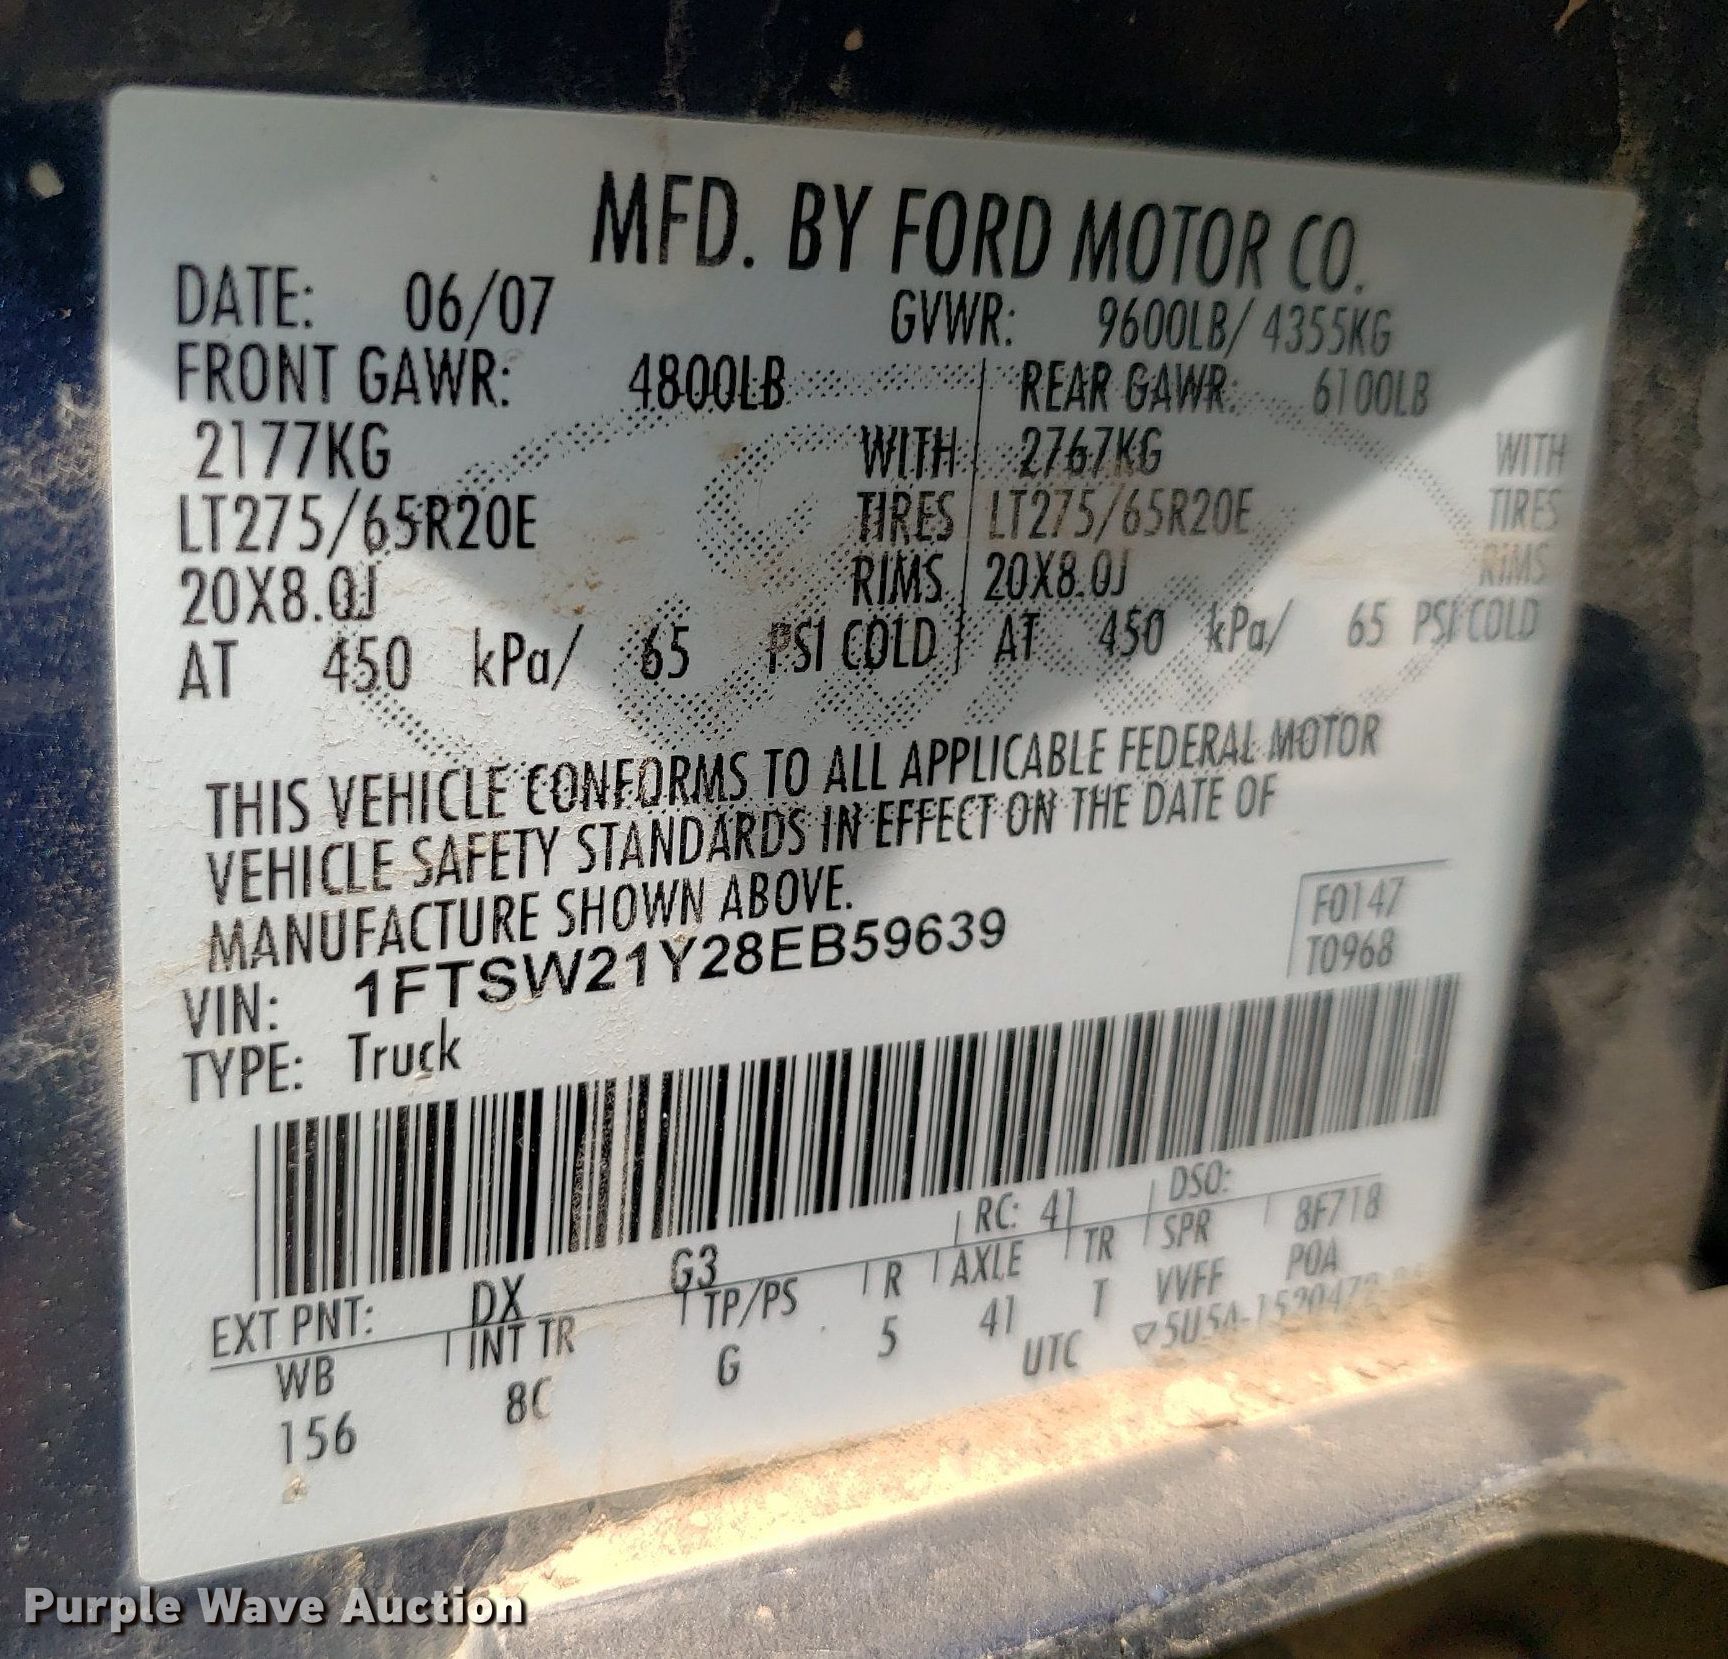 MFD. BY FORD MOTOR CO.
DATE: 06/07 GVWR: 9600LB/ 4355KG
FRONT GAWR: 4800LB REAR GAWR: 6100LB
2177KG WITH 2767KG WITH
LT275/65R20E TIRES LT275/65R20E TIRES
20X8.0J RIMS 20X8.0J RIMS
AT 450 kPa/ 65 PSI COLD AT 450 kPa/ 65 PSI COLD
THIS VEHICLE CONFORMS TO ALL APPLICABLE FEDERAL MOTOR
VEHICLE SAFETY STANDARDS IN EFFECT ON THE DATE OF
MANUFACTURE SHOWN ABOVE.
F0147
T0968
VIN: 1FTSW21Y28EB59639
TYPE: Truck
EXT PNT: DX G3 RC: 41 DSO:
WB INT TR TP/PS R AXLE TR SPR 8F718
156 8C G 5 41 T VVFF POA
UTC
Purple Wave Auction